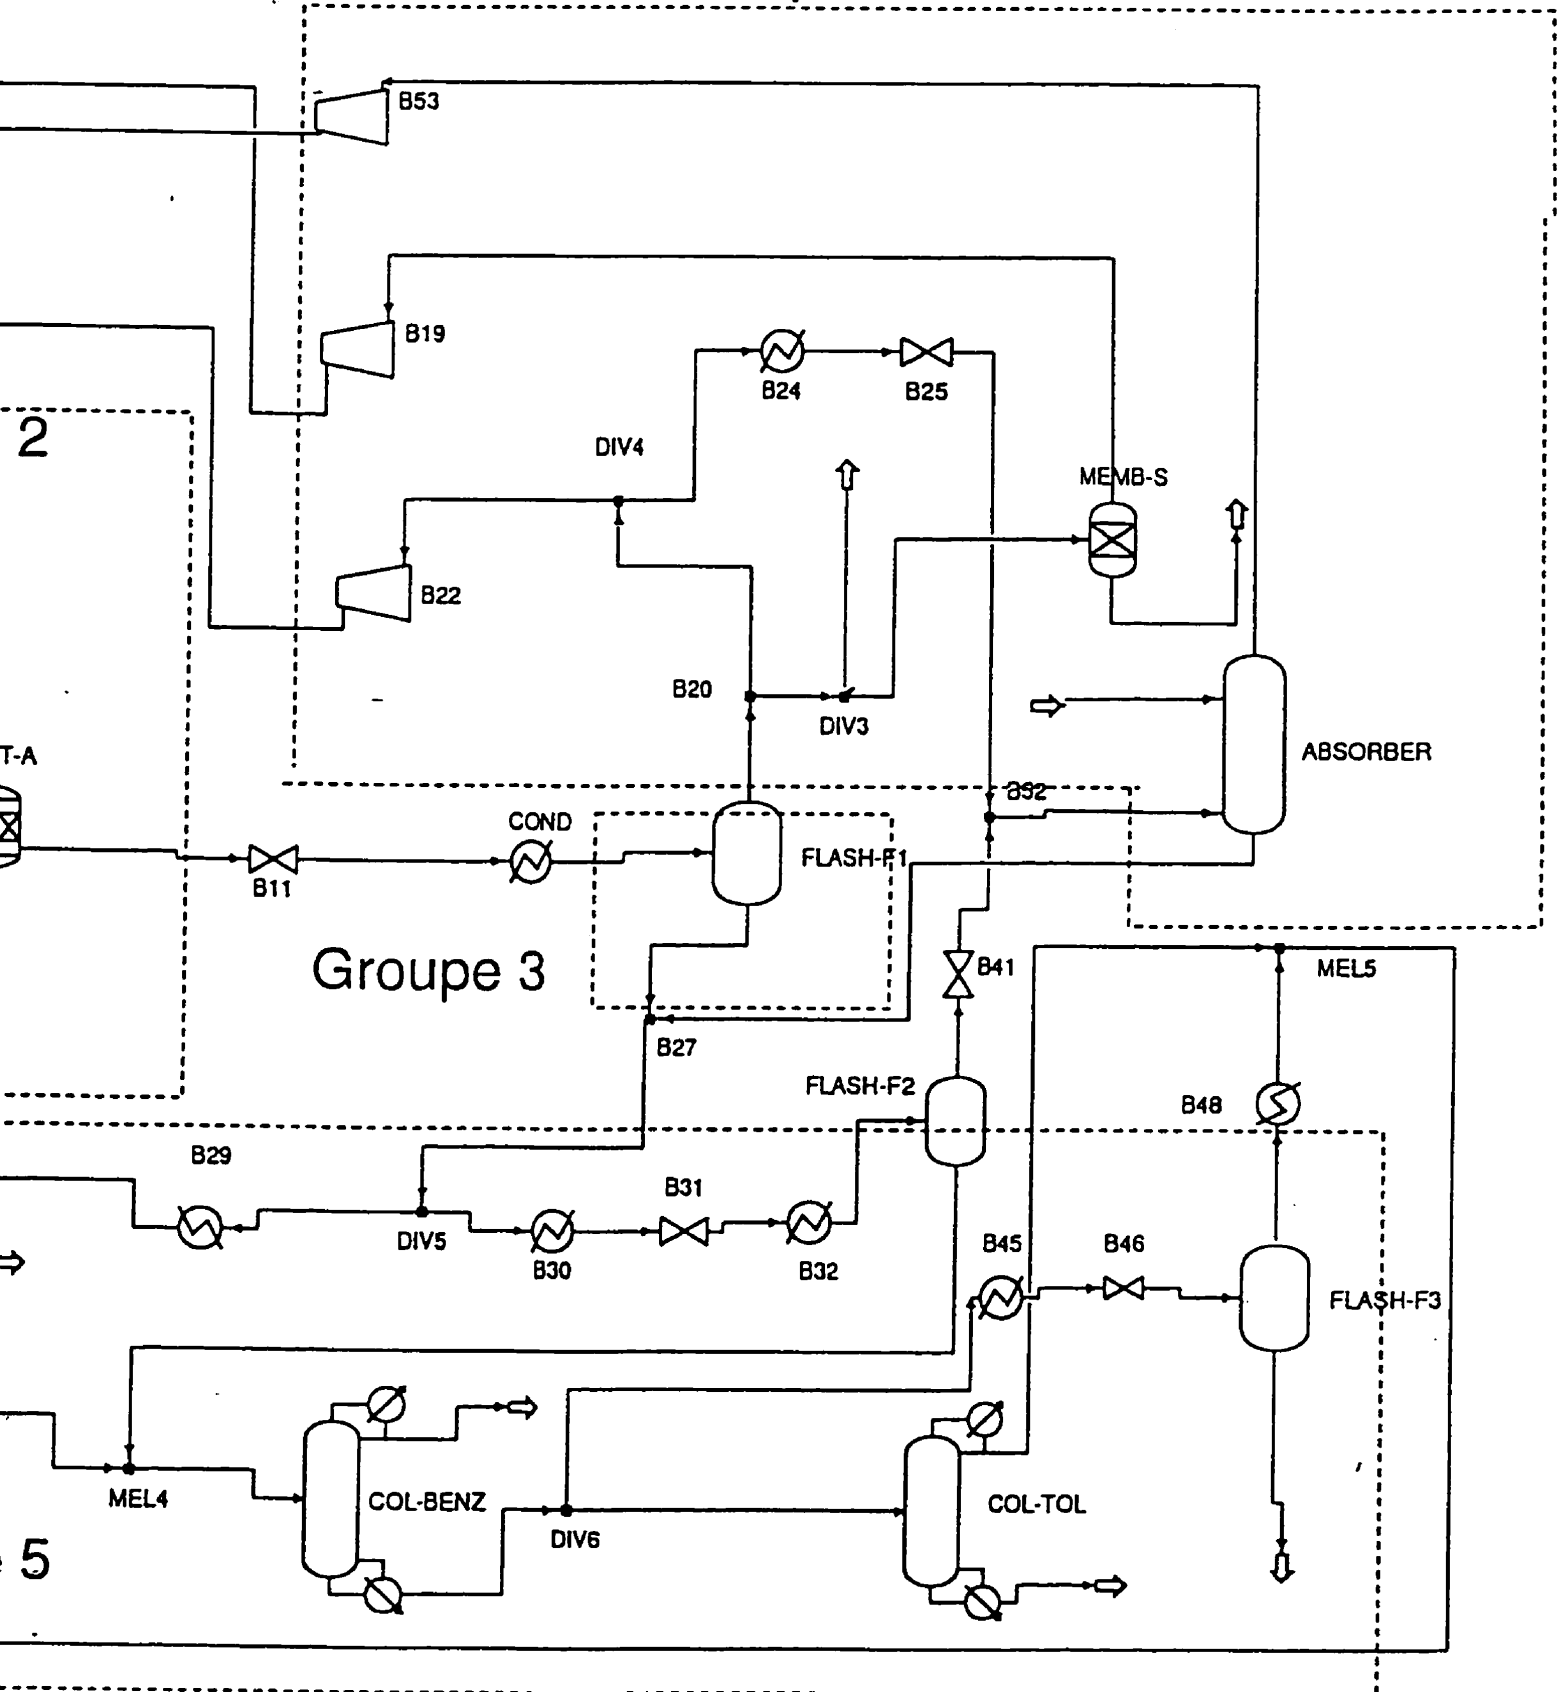 B53
B19
B24
B25
2
DIV4
MEMB-S
B22
B20
DIV3
T-A
ABSORBER
B52
COND
FLASH-F1
B11
Groupe 3
B41
MEL5
B27
FLASH-F2
B48
B29
B31
DIV5
B30
B32
B45
B46
FLASH-F3
MEL4
COL-BENZ
COL-TOL
DIV6
5